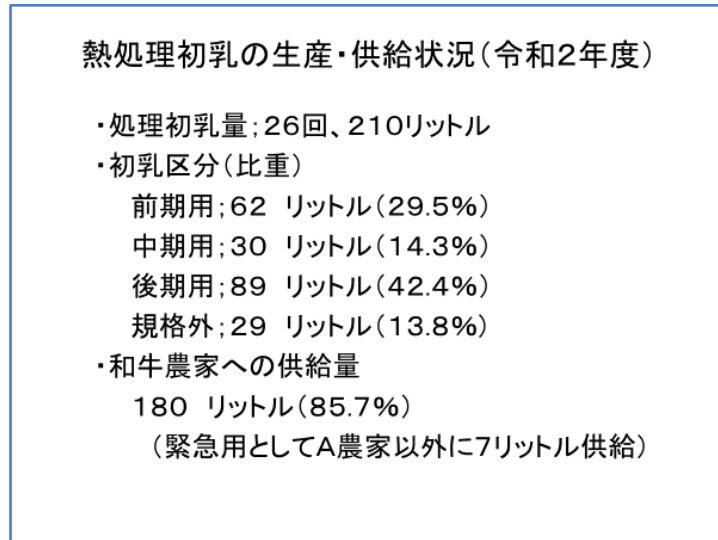 熱処理初乳の生産・供給状況（令和２年度）
・処理初乳量；２６回、２１０リットル
・初乳区分（比重）
前期用；６２　リットル（２９．５％）
中期用；３０　リットル（１４．３％）
後期用；８９　リットル（４２．４％）
規格外；２９　リットル（１３．８％）
・和牛農家への供給量
１８０　リットル（８５．７％）
（緊急用としてＡ農家以外に７リットル供給）